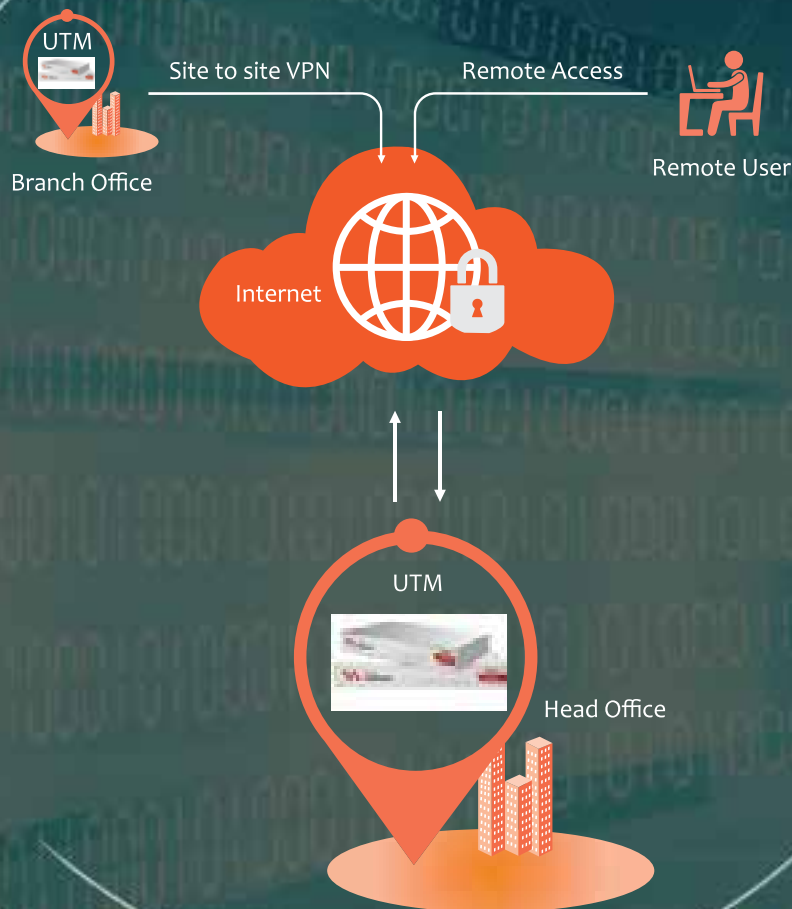 UTM
Site to site VPN
Remote Access
Branch Office
Remote User
Internet
UTM
Head Office